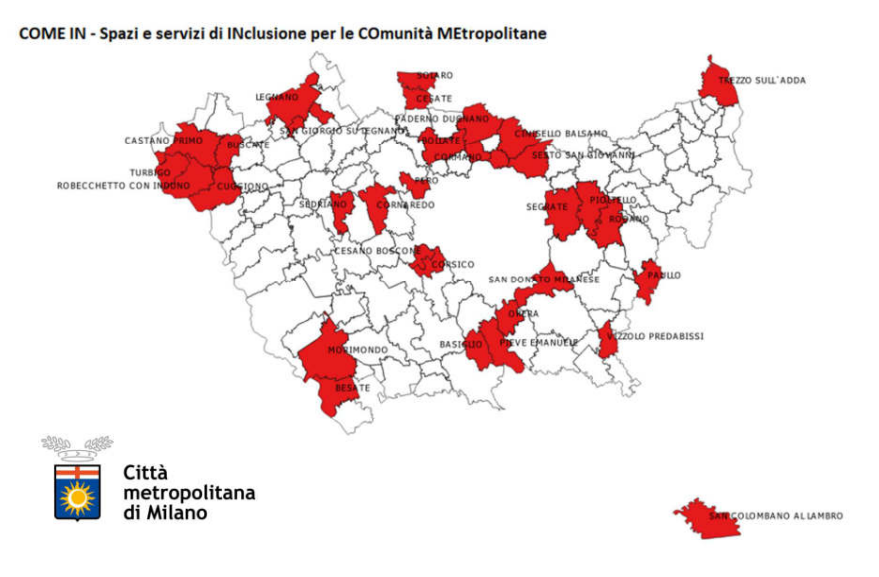 COME IN - Spazi e servizi di INclusione per le COmunità MEtropolitane
SOLARO
TREZZO SULL'ADDA
LEGNANO
CESATE
PADERNO DUGNANO
SAN GIORGIO SU LEGNANO
CINISELLO BALSAMO
CASTANO PRIMO
BUSCATE
BOLLATE
CORMANO
SESTO SAN GIOVANNI
TURBIGO
ROBECCHETTO CON INDUNO
CUGGIONO
PERO
SEDRIANO
CORNAREDO
SEGRATE
PIOLTELLO
RODANO
CESANO BOSCONE
CORSICO
SAN DONATO MILANESE
PAULLO
OPERA
VIZZOLO PREDABISSI
BASIGLIO
PIEVE EMANUELE
MORIMONDO
BESATE
Città
metropolitana
di Milano
SAN COLOMBANO AL LAMBRO